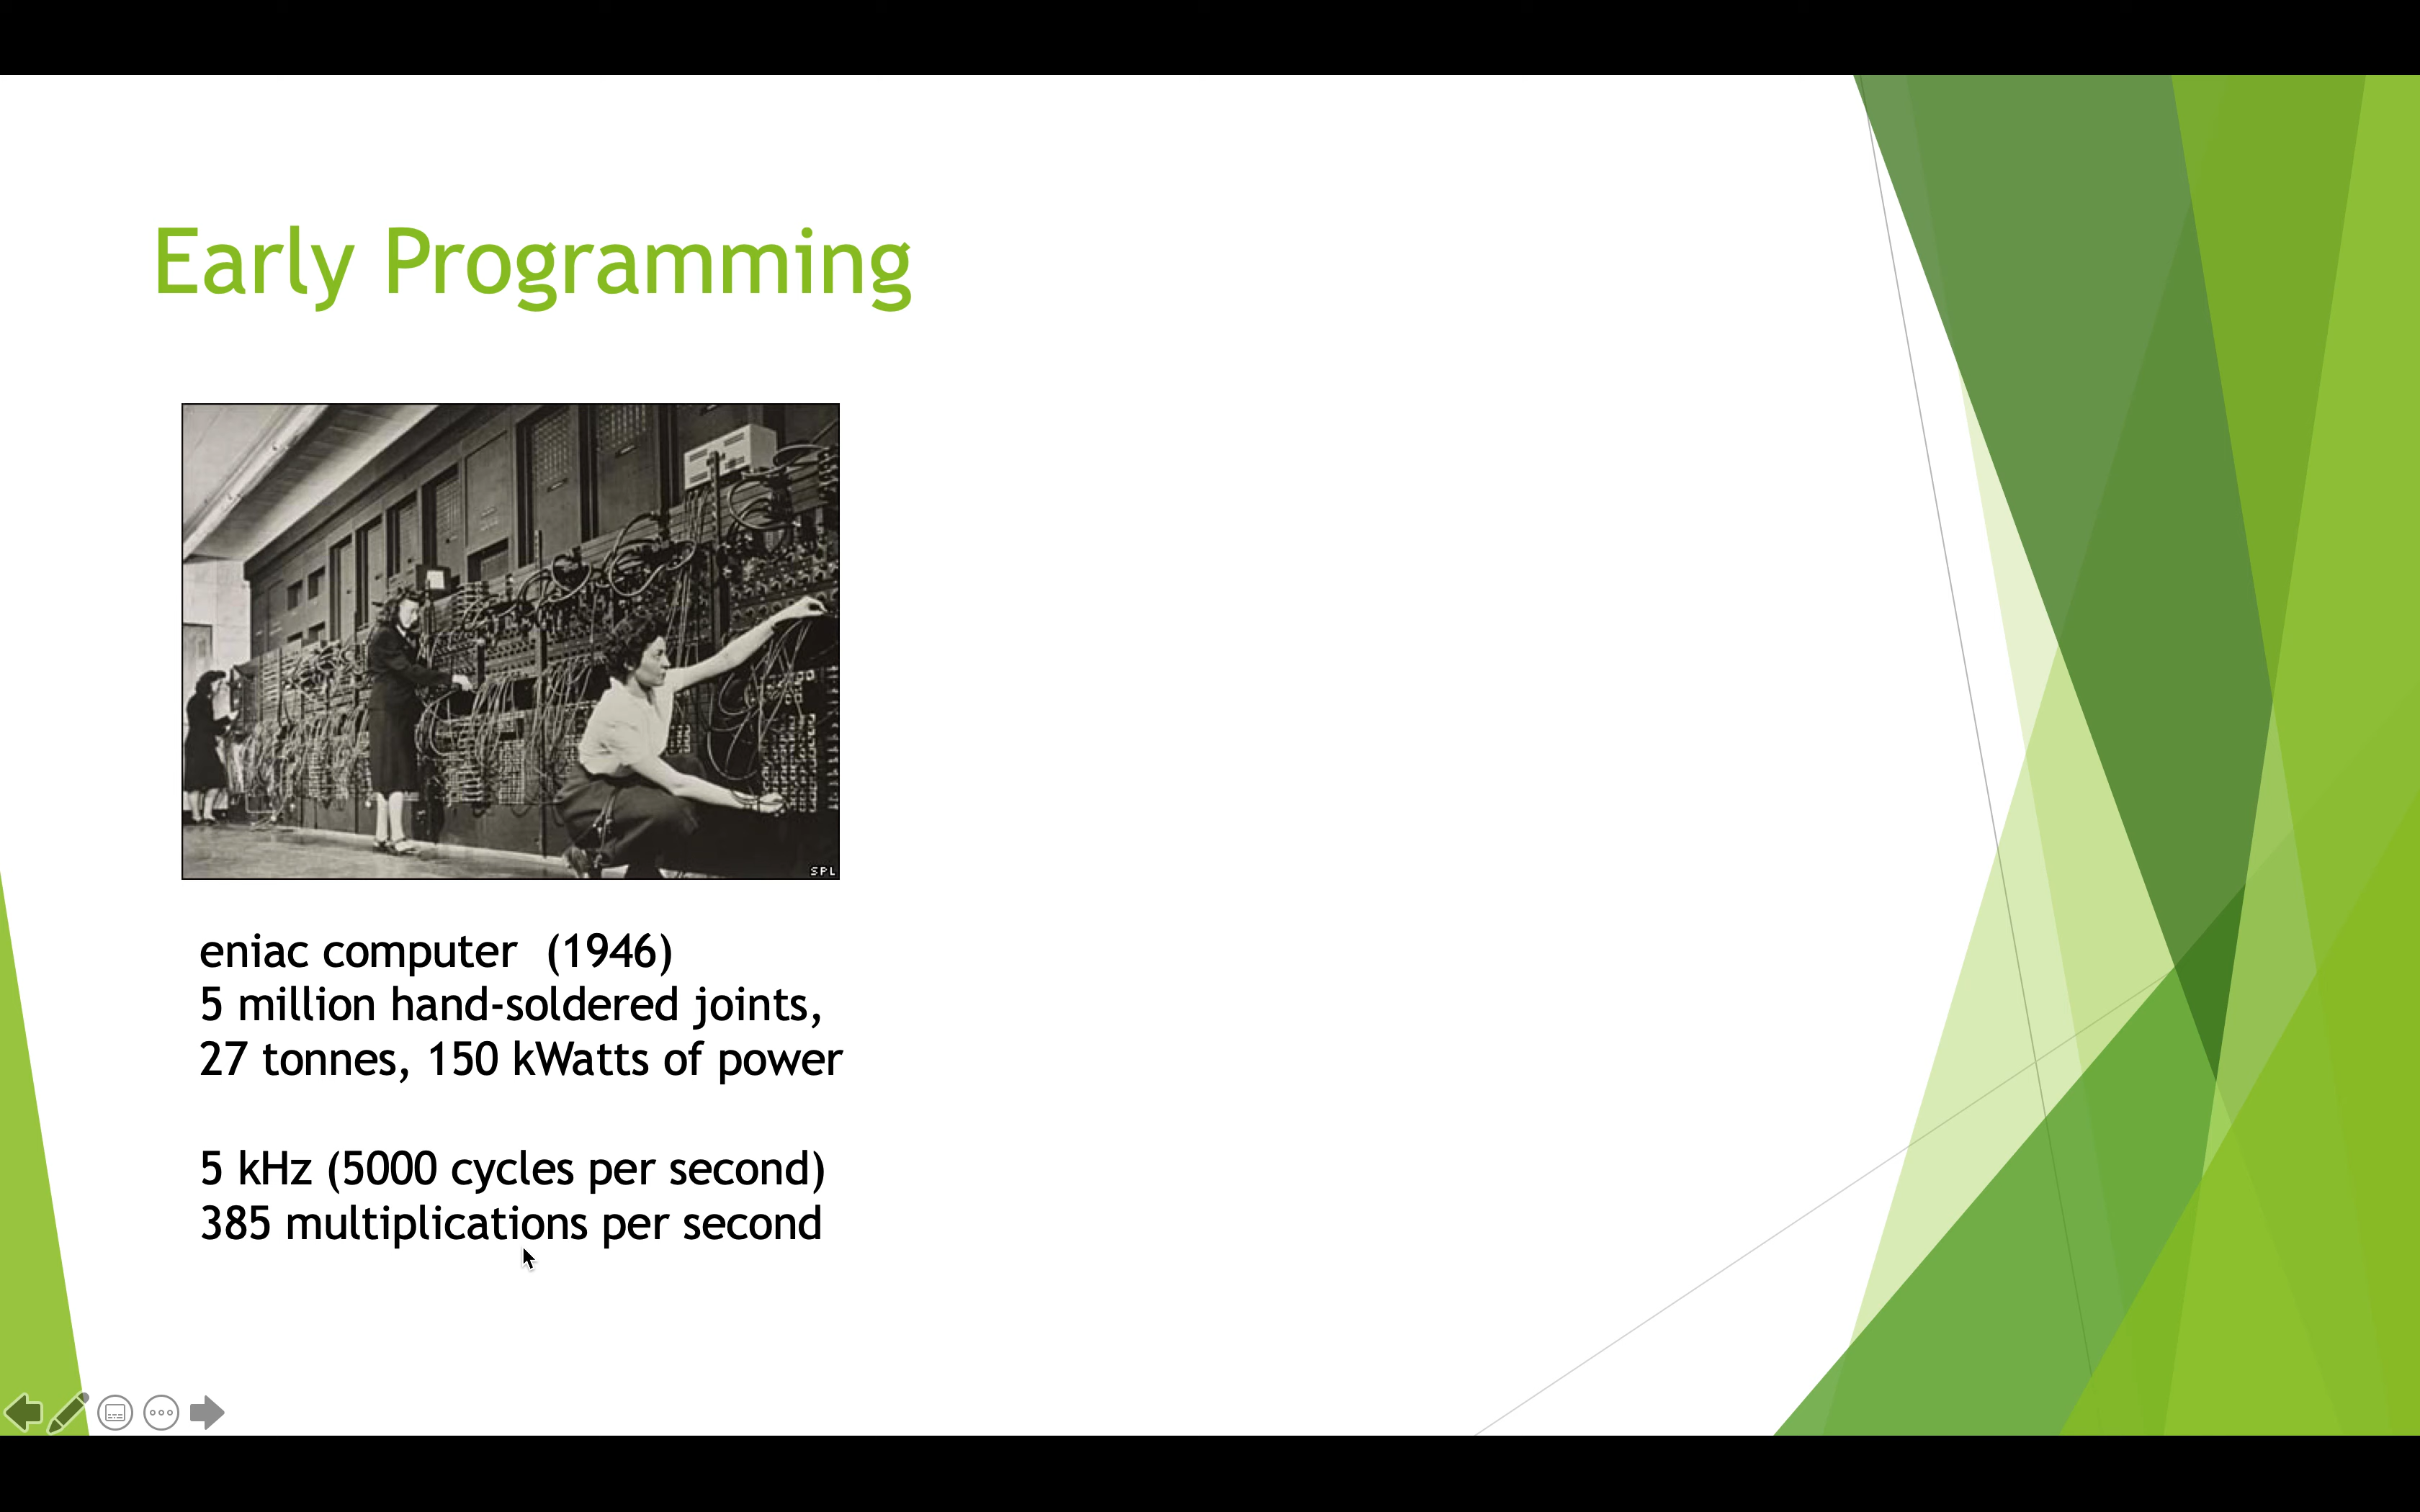 Early Programming
SPL
eniac computer  (1946)
5 million hand-soldered joints,
27 tonnes, 150 kWatts of power
5 kHz (5000 cycles per second)
385 multiplications per second